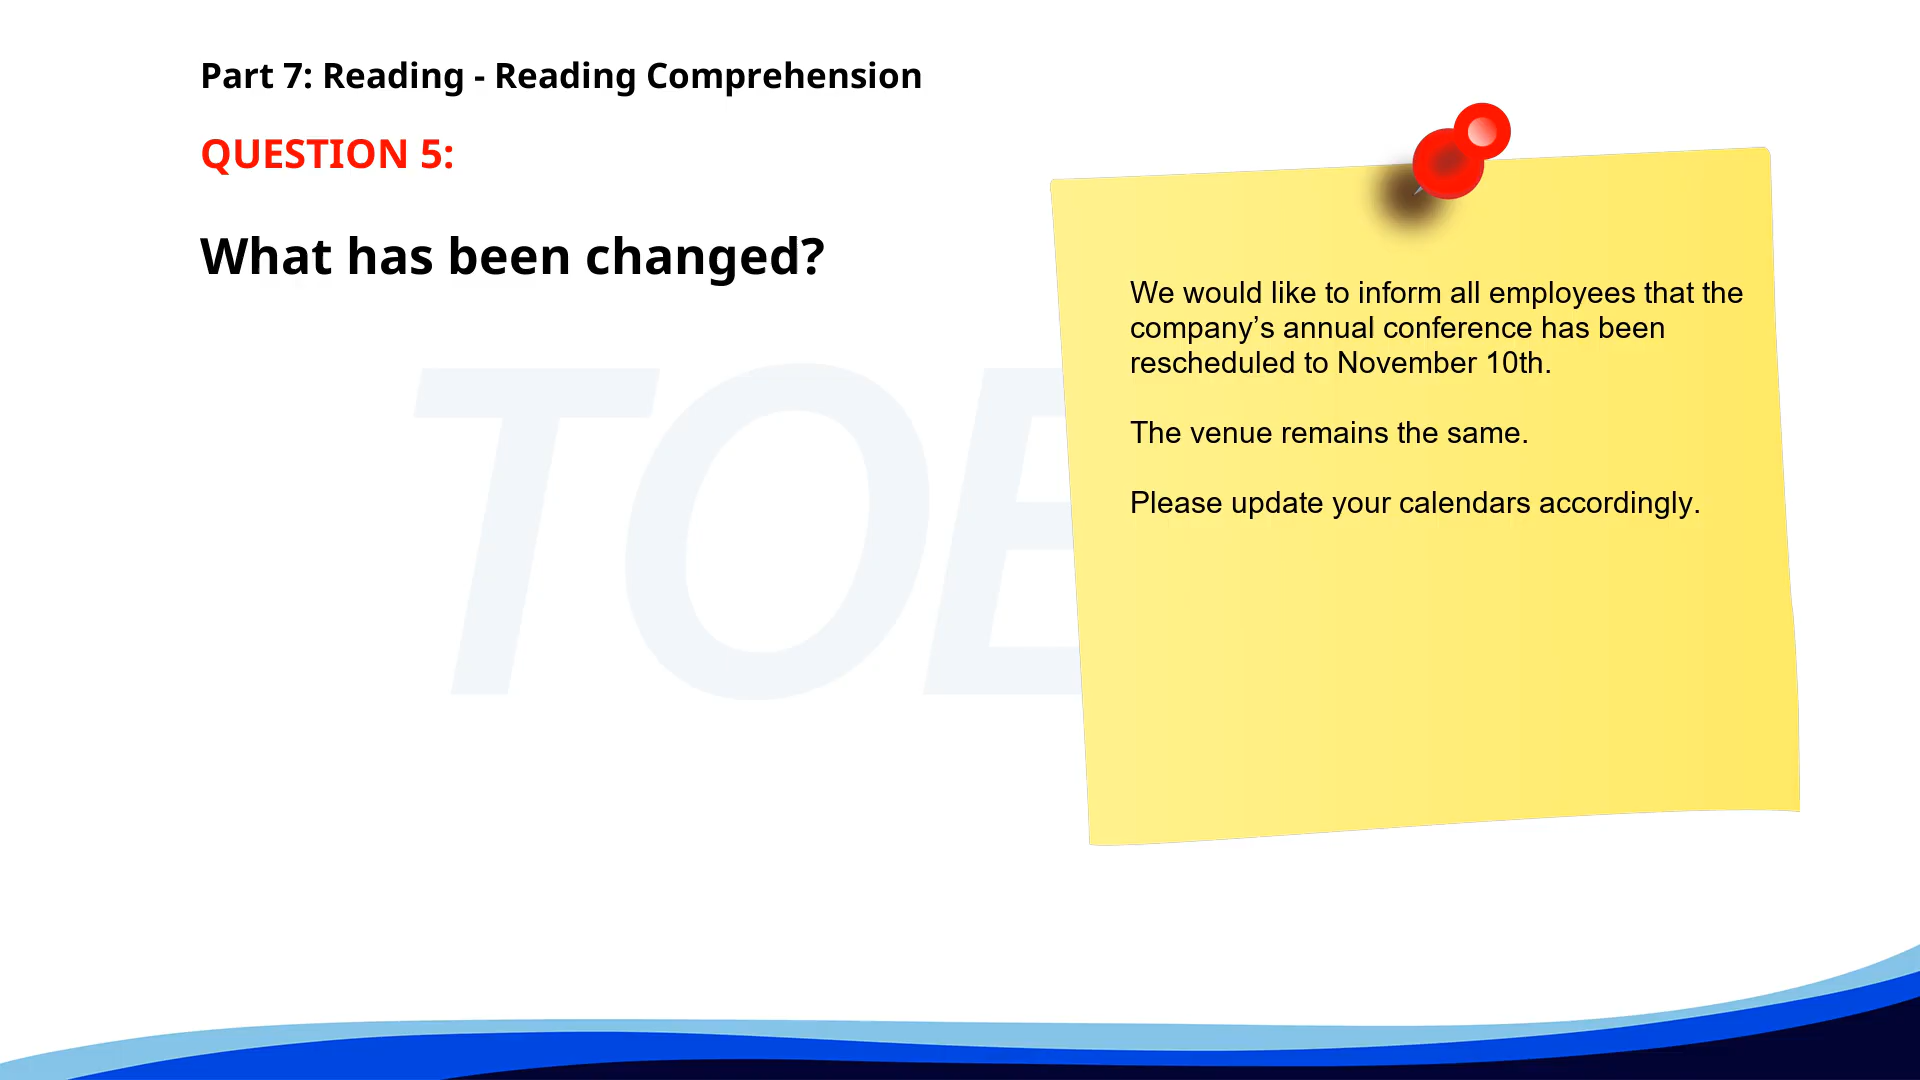 Part 7: Reading - Reading Comprehension
QUESTION 5:
What has been changed?
We would like to inform all employees that the
company’s annual conference has been
rescheduled to November 10th.
The venue remains the same.
Please update your calendars accordingly.
TOE